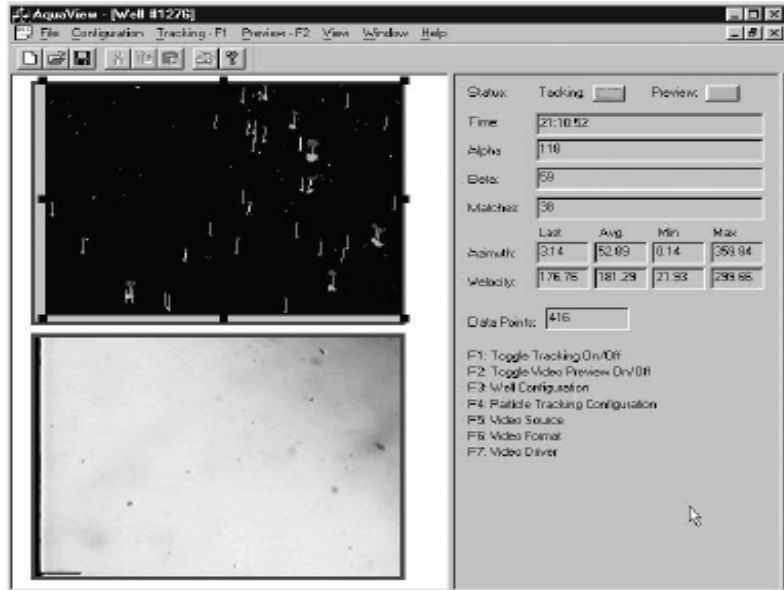 AquaView - [Well #1276]
File Configuration Tracking - F1 Preview - F2 View Window Help
Status: Tacking: Preview:
Time: 21:10:52
Alpha: 118
Beta: 59
Matches: 38
Last Avg. Min Max
Azimuth: 3.14 52.89 0.14 359.84
Velocity: 176.76 181.29 21.93 299.66
Data Points: 416
F1: Toggle Tracking On/Off
F2: Toggle Video Preview On/Off
F3: Well Configuration
F4: Particle Tracking Configuration
F5: Video Source
F6: Video Format
F7: Video Driver